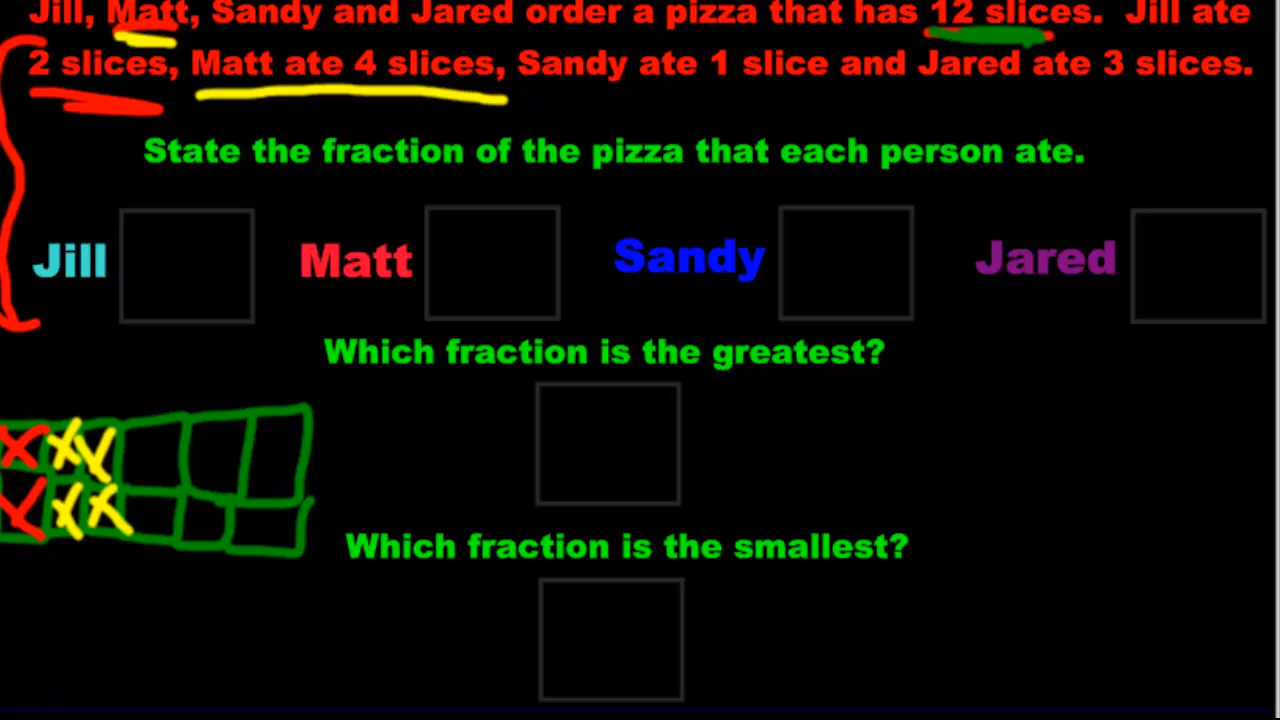 Jill, Matt, Sandy and Jared order a pizza that has 12 slices. Jill ate
2 slices, Matt ate 4 slices, Sandy ate 1 slice and Jared ate 3 slices.
State the fraction of the pizza that each person ate.
Jill Matt Sandy Jared
Which fraction is the greatest?
Which fraction is the smallest?